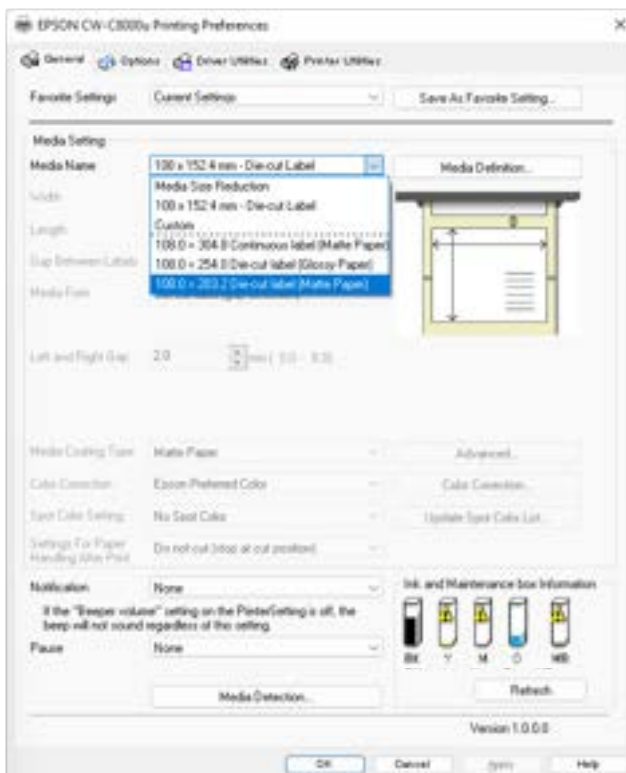 EPSON CW-C8000u Printing Preferences
General Options Driver Utilities Printer Utilities
Favorite Settings Current Settings Save As Favorite Setting...
Media Setting
Media Name 100 x 152.4 mm - Die-cut Label Media Definition...
Media Size Reduction
100 x 152.4 mm - Die-cut Label
Width
Custom
Length
108.0 × 304.8 Continuous label (Matte Paper)
Gap Between Labels 108.0 × 254.0 Die-cut label (Glossy Paper)
Media Form 108.0 × 203.2 Die-cut label (Matte Paper)
Left and Right Gap 2.0 mm
Media Coating Type Matte Paper Advanced...
Color Correction Epson Preferred Color Color Correction...
Spot Color Setting No Spot Color Update Spot Color List...
Settings For Paper
Handling After Print Do not cut (stop at cut position)
Notification None Ink and Maintenance box Information
If the "Beeper volume" setting on the PrinterSetting is off, the
beep will not sound regardless of this setting.
Pause None
BK Y M C MB
Media Detection... Refresh
Version 1.0.0.0
OK Cancel Apply Help